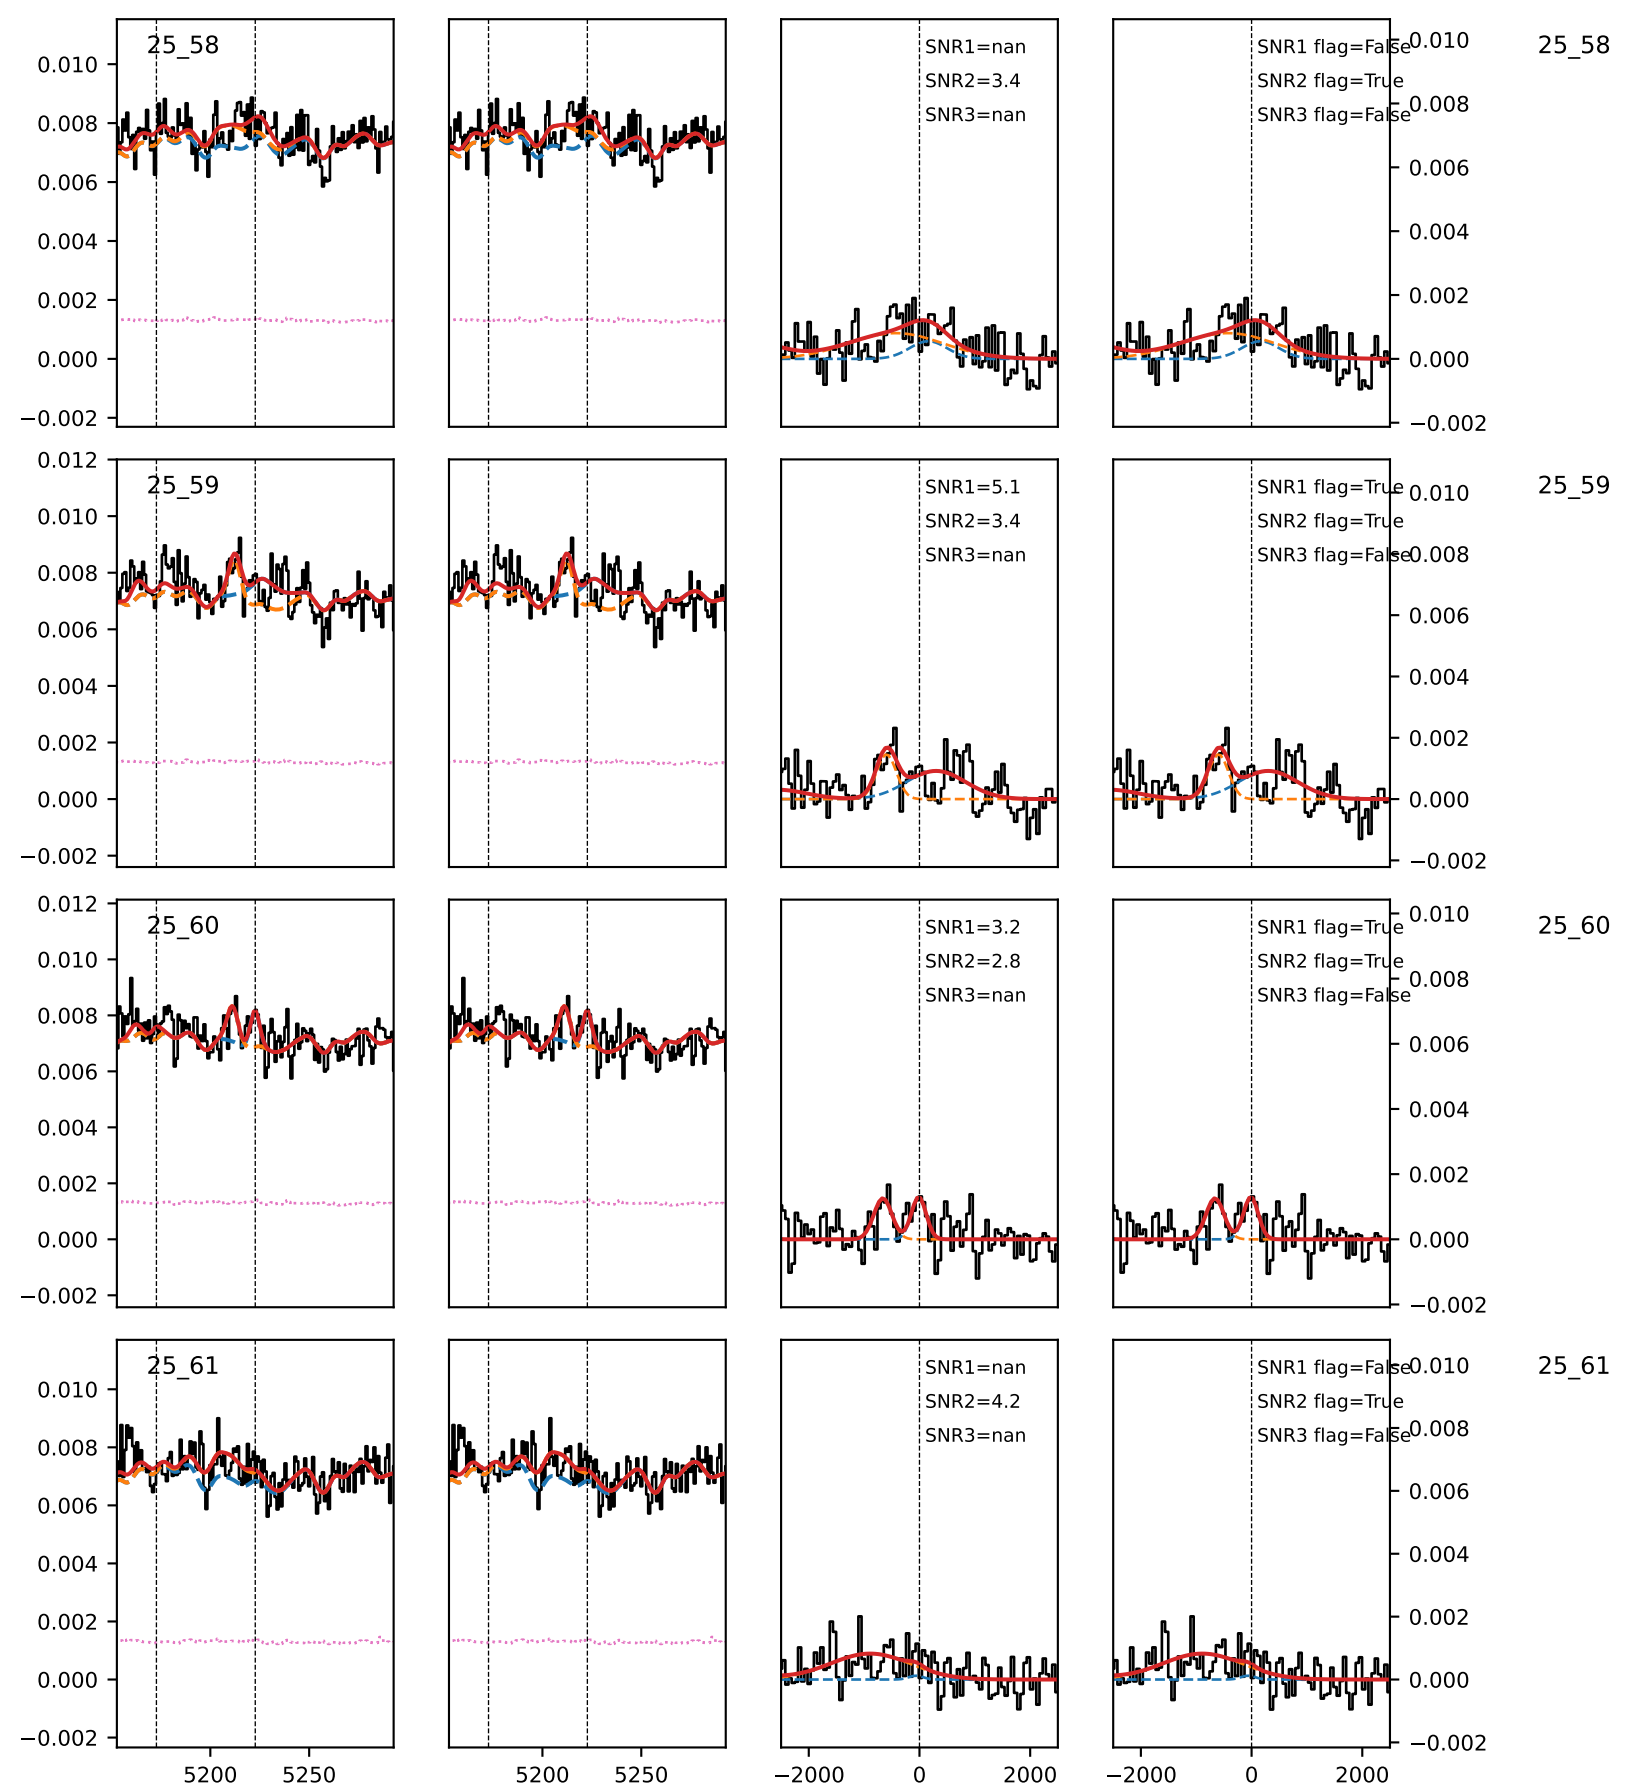 25_58
0.010
0.008
0.006
0.004
0.002
0.000
−0.002
SNR1=nan
SNR2=3.4
SNR3=nan
SNR1 flag=False
SNR2 flag=True
SNR3 flag=False
0.010
0.008
0.006
0.004
0.002
0.000
−0.002
25_58
25_59
0.012
0.010
0.008
0.006
0.004
0.002
0.000
−0.002
SNR1=5.1
SNR2=3.4
SNR3=nan
SNR1 flag=True
SNR2 flag=True
SNR3 flag=False
0.010
0.008
0.006
0.004
0.002
0.000
−0.002
25_59
25_60
0.012
0.010
0.008
0.006
0.004
0.002
0.000
−0.002
SNR1=3.2
SNR2=2.8
SNR3=nan
SNR1 flag=True
SNR2 flag=True
SNR3 flag=False
0.010
0.008
0.006
0.004
0.002
0.000
−0.002
25_60
25_61
0.010
0.008
0.006
0.004
0.002
0.000
−0.002
SNR1=nan
SNR2=4.2
SNR3=nan
SNR1 flag=False
SNR2 flag=True
SNR3 flag=False
0.010
0.008
0.006
0.004
0.002
0.000
−0.002
25_61
5200 5250
5200 5250
−2000 0 2000
−2000 0 2000